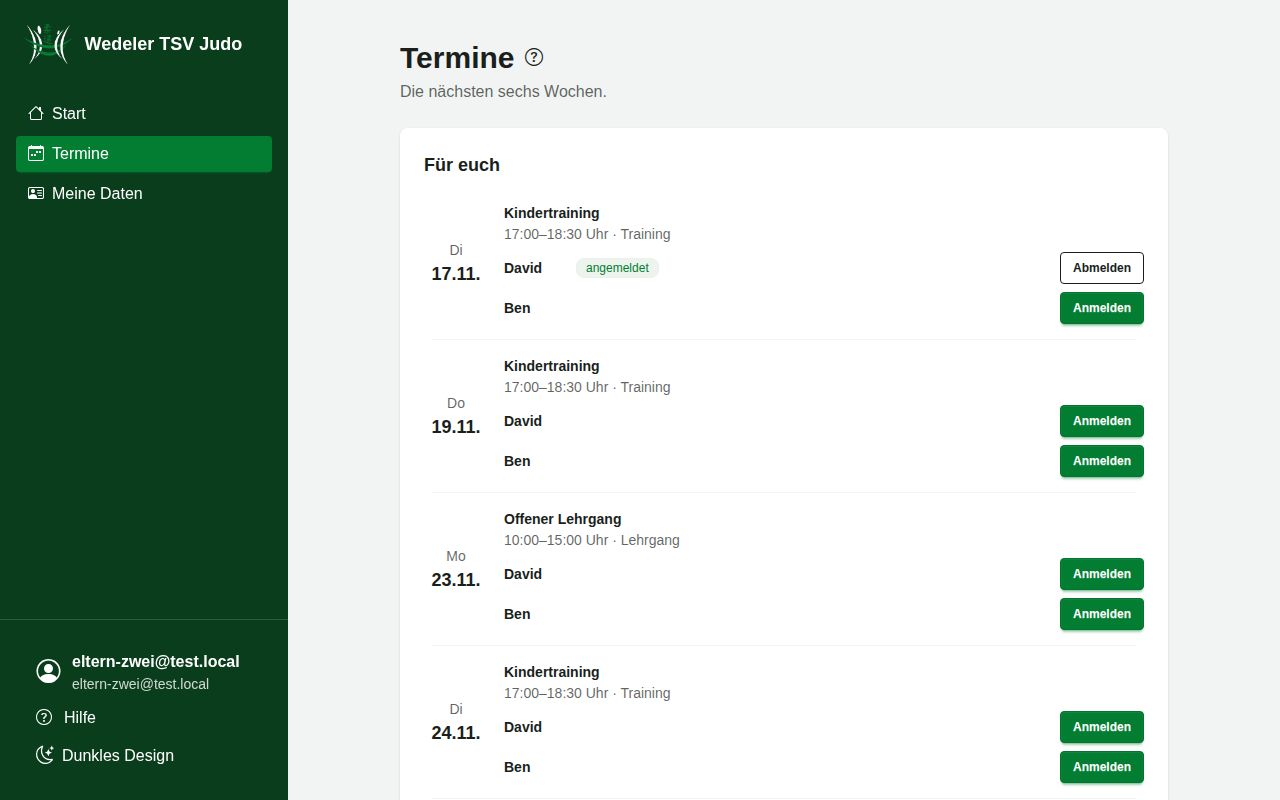 Wedeler TSV Judo
Start
Termine
Meine Daten
eltern-zwei@test.local
eltern-zwei@test.local
Hilfe
Dunkles Design
Termine
Die nächsten sechs Wochen.
Für euch
Di
17.11.
Kindertraining
17:00–18:30 Uhr · Training
David angemeldet Abmelden
Ben Anmelden
Do
19.11.
Kindertraining
17:00–18:30 Uhr · Training
David Anmelden
Ben Anmelden
Mo
23.11.
Offener Lehrgang
10:00–15:00 Uhr · Lehrgang
David Anmelden
Ben Anmelden
Di
24.11.
Kindertraining
17:00–18:30 Uhr · Training
David Anmelden
Ben Anmelden